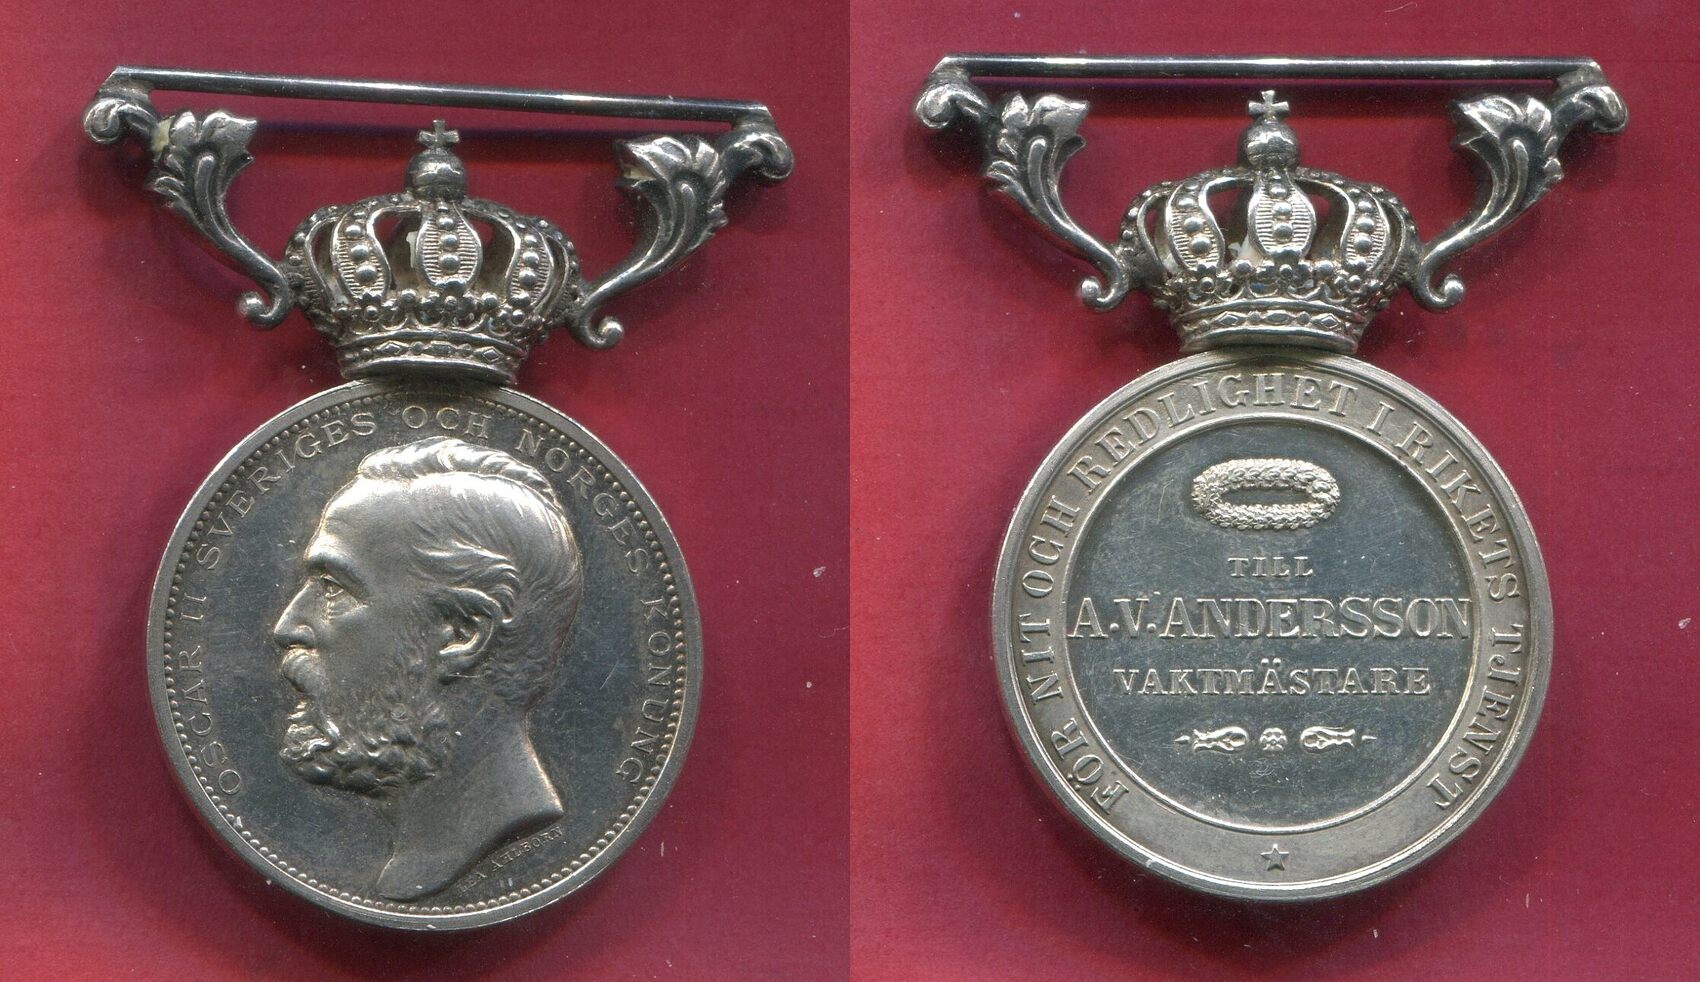 OSCAR II SVERIGES OCH NORGES KONUNG
LEA AHLBORN
FÖR NIT OCH REDLIGHET I RIKETS TJENST
TILL
A.V.ANDERSSON
VAKTMÄSTARE